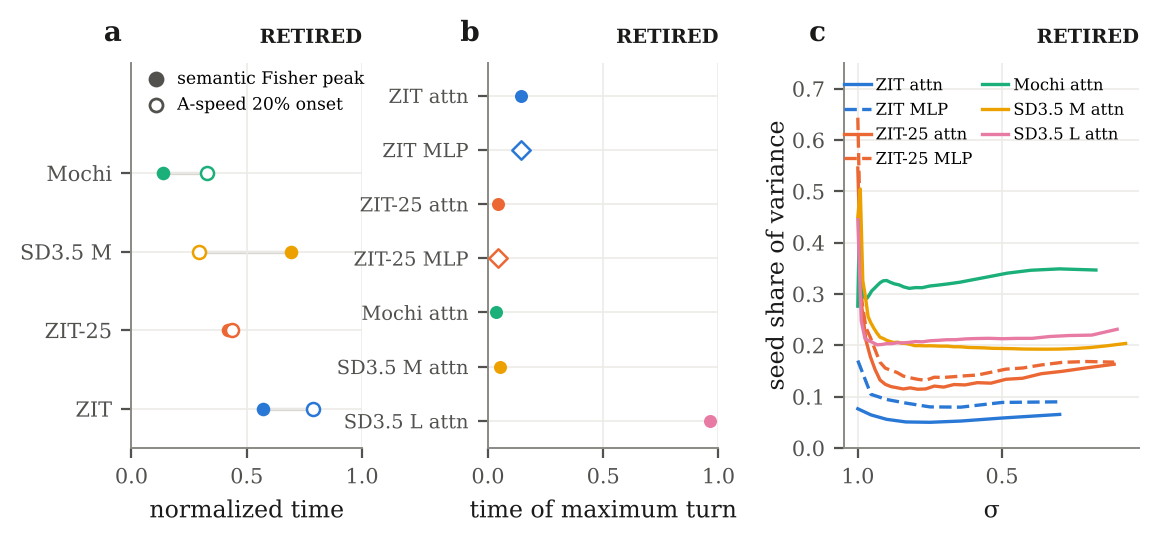 a
RETIRED
semantic Fisher peak
A-speed 20% onset
Mochi
SD3.5 M
ZIT-25
ZIT
0.0
0.5
1.0
normalized time
b
RETIRED
ZIT attn
ZIT MLP
ZIT-25 attn
ZIT-25 MLP
Mochi attn
SD3.5 M attn
SD3.5 L attn
0.0
0.5
1.0
time of maximum turn
c
RETIRED
seed share of variance
0.7
0.6
0.5
0.4
0.3
0.2
0.1
0.0
ZIT attn
ZIT MLP
ZIT-25 attn
ZIT-25 MLP
Mochi attn
SD3.5 M attn
SD3.5 L attn
1.0
0.5
σ